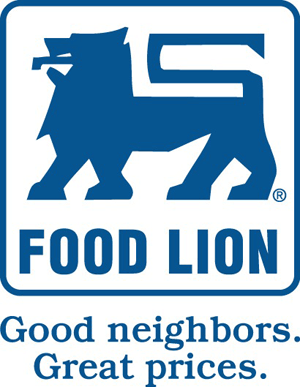 ®
FOOD LION
Good neighbors.
Great prices.